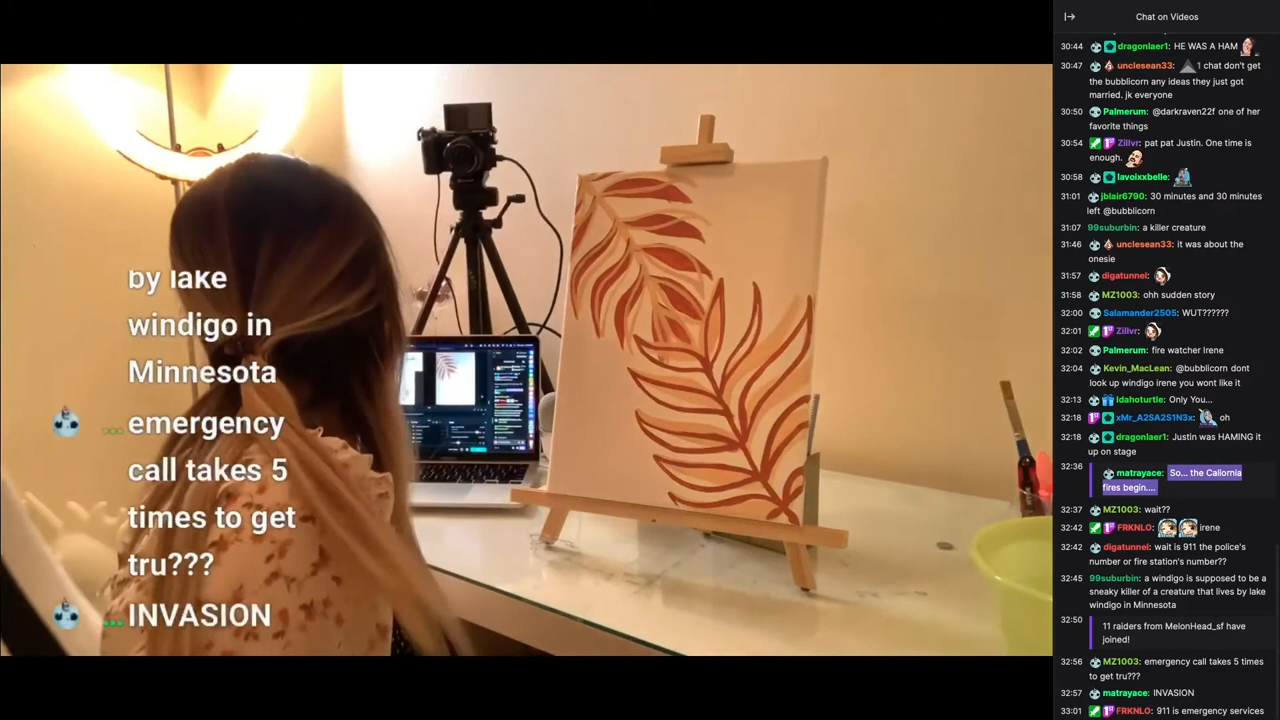 by lake
windigo in
Minnesota
...emergency
call takes 5
times to get
tru???
...INVASION
Chat on Videos
30:44 dragonlaer1: HE WAS A HAM
30:47 unclesean33: 1 chat don't get
the bubblicorn any ideas they just got
married. jk everyone
30:50 Palmerum: @darkraven22f one of her
favorite things
30:54 Zillvr: pat pat Justin. One time is
enough.
30:58 lavoixxbelle:
31:01 jblair6790: 30 minutes and 30 minutes
left @bubblicorn
31:07 99suburbin: a killer creature
31:46 unclesean33: it was about the
onesie
31:57 digatunnel:
31:58 MZ1003: ohh sudden story
32:00 Salamander2505: WUT??????
32:01 Zillvr:
32:02 Palmerum: fire watcher Irene
32:04 Kevin_MacLean: @bubblicorn dont
look up windigo irene you wont like it
32:13 Idahoturtle: Only You...
32:18 xMr_A2SA2S1N3x: oh
32:18 dragonlaer1: Justin was HAMING it
up on stage
32:36 matrayace: So... the Caliornia
fires begin....
32:37 MZ1003: wait??
32:42 FRKNLO: irene
32:42 digatunnel: wait is 911 the police's
number or fire station's number??
32:45 99suburbin: a windigo is supposed to be a
sneaky killer of a creature that lives by lake
windigo in Minnesota
32:50 11 raiders from MelonHead_sf have
joined!
32:56 MZ1003: emergency call takes 5 times
to get tru???
32:57 matrayace: INVASION
33:01 FRKNLO: 911 is emergency services